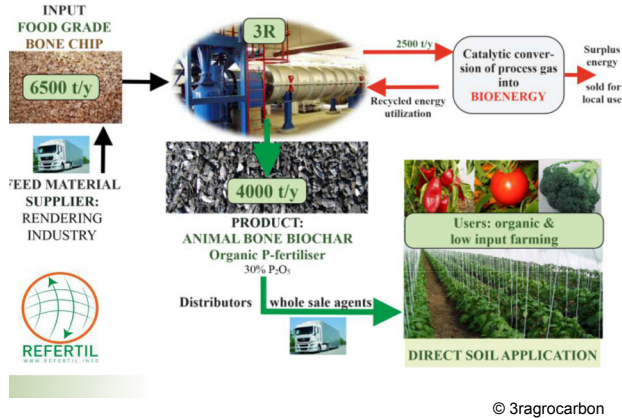 INPUT
FOOD GRADE
BONE CHIP
6500 t/y
FEED MATERIAL
SUPPLIER:
RENDERING
INDUSTRY
3R
2500 t/y
Recycled energy
utilization
Catalytic conver-
sion of process gas
into
BIOENERGY
Surplus
energy
sold for
local use
4000 t/y
PRODUCT:
ANIMAL BONE BIOCHAR
Organic P-fertiliser
30% P₂O₅
Distributors whole sale agents
Users: organic &
low input farming
DIRECT SOIL APPLICATION
REFERTIL
WWW.REFERTIL.INFO
© 3ragrocarbon